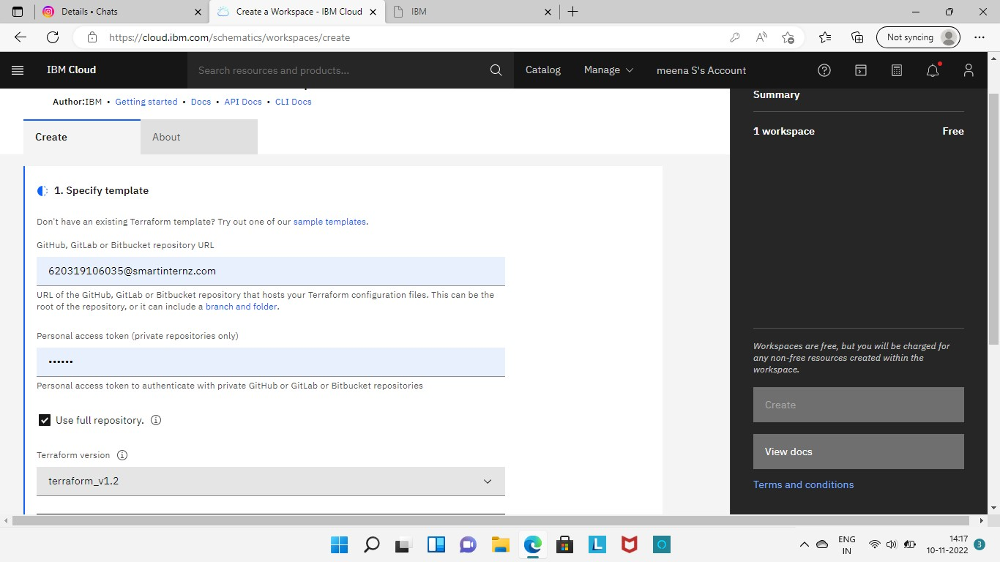 Details • Chats
Create a Workspace - IBM Cloud
IBM
https://cloud.ibm.com/schematics/workspaces/create
Not syncing
IBM Cloud
Search resources and products...
Catalog
Manage
meena S's Account
Author:IBM • Getting started • Docs • API Docs • CLI Docs
Create
About
1. Specify template
Don't have an existing Terraform template? Try out one of our sample templates.
GitHub, GitLab or Bitbucket repository URL
620319106035@smartinternz.com
URL of the GitHub, GitLab or Bitbucket repository that hosts your Terraform configuration files. This can be the
root of the repository, or it can include a branch and folder.
Personal access token (private repositories only)
••••••
Personal access token to authenticate with private GitHub or GitLab or Bitbucket repositories
Use full repository.
Terraform version
terraform_v1.2
Summary
1 workspace
Free
Workspaces are free, but you will be charged for
any non-free resources created within the
workspace.
Create
View docs
Terms and conditions
L
ENG
IN
14:17
10-11-2022
3